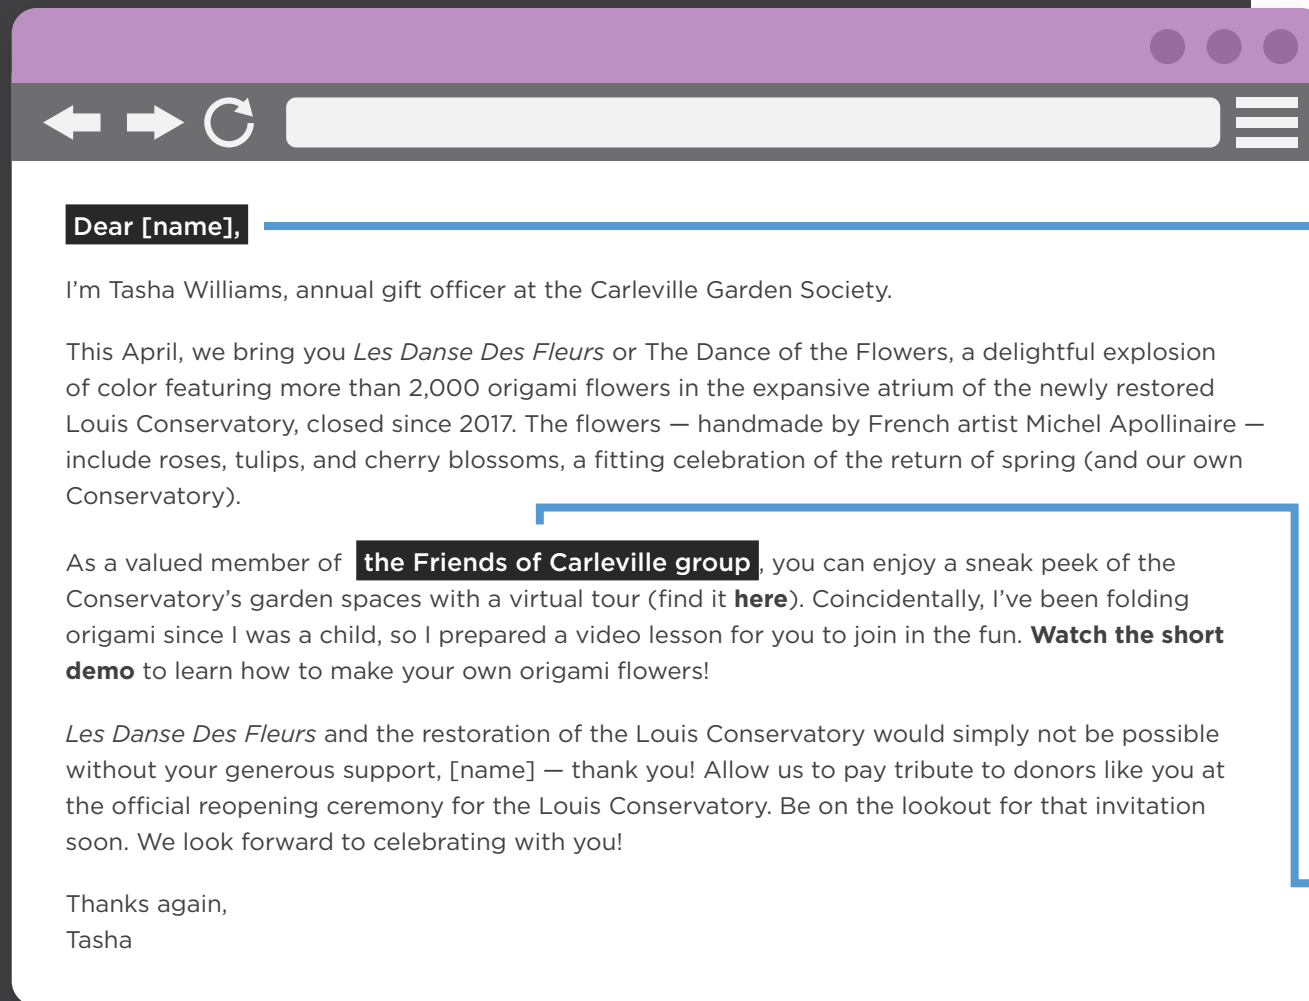 Dear [name],
I’m Tasha Williams, annual gift officer at the Carleville Garden Society.
This April, we bring you Les Danse Des Fleurs or The Dance of the Flowers, a delightful explosion
of color featuring more than 2,000 origami flowers in the expansive atrium of the newly restored
Louis Conservatory, closed since 2017. The flowers — handmade by French artist Michel Apollinaire —
include roses, tulips, and cherry blossoms, a fitting celebration of the return of spring (and our own
Conservatory).
As a valued member of the Friends of Carleville group, you can enjoy a sneak peek of the
Conservatory’s garden spaces with a virtual tour (find it here). Coincidentally, I’ve been folding
origami since I was a child, so I prepared a video lesson for you to join in the fun. Watch the short
demo to learn how to make your own origami flowers!
Les Danse Des Fleurs and the restoration of the Louis Conservatory would simply not be possible
without your generous support, [name] — thank you! Allow us to pay tribute to donors like you at
the official reopening ceremony for the Louis Conservatory. Be on the lookout for that invitation
soon. We look forward to celebrating with you!
Thanks again,
Tasha